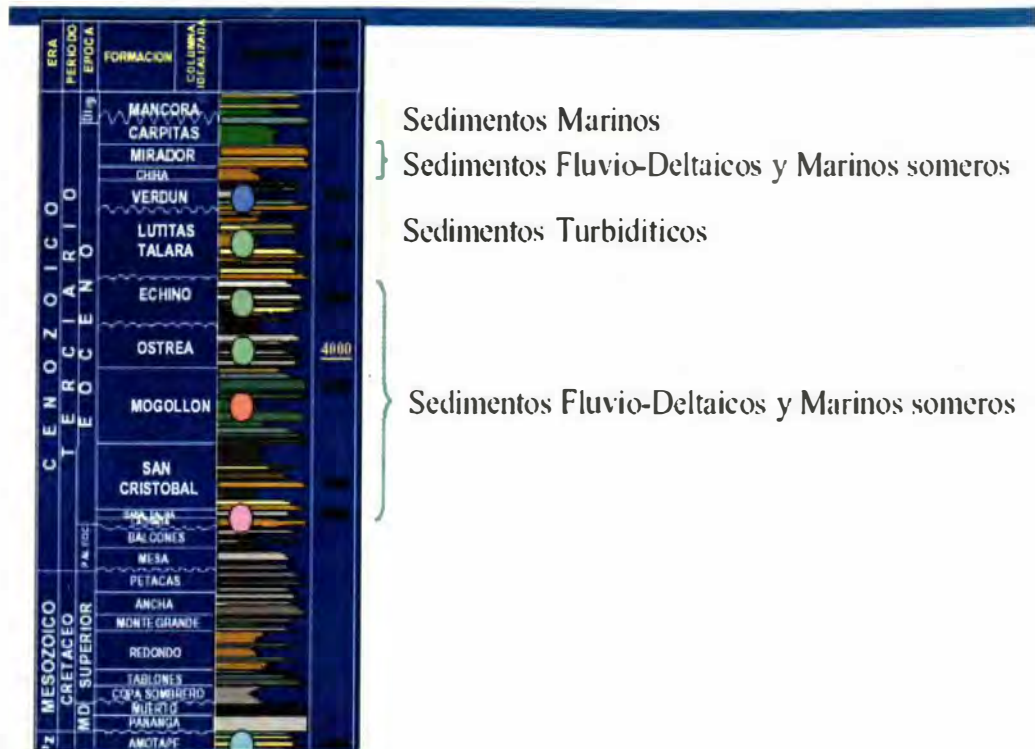 ERA
PERIODO
EPOCA
FORMACION
COLUMNA
IDEALIZADA
CENOZOICO
TERCIARIO
EOCENO
MANCORA
CARPITAS
MIRADOR
CHIRA
VERDUN
LUTITAS
TALARA
ECHINO
OSTREA
4000
MOGOLLON
SAN
CRISTOBAL
BALCONES
MESA
MESOZOICO
CRETACEO
MD SUPERIOR
PETACAS
ANCHA
MONTE GRANDE
REDONDO
TABLONES
COPA SOMBRERO
MUERTO
PANANGA
AMOTAPE
Sedimentos Marinos
Sedimentos Fluvio-Deltaicos y Marinos someros
Sedimentos Turbiditicos
Sedimentos Fluvio-Deltaicos y Marinos someros